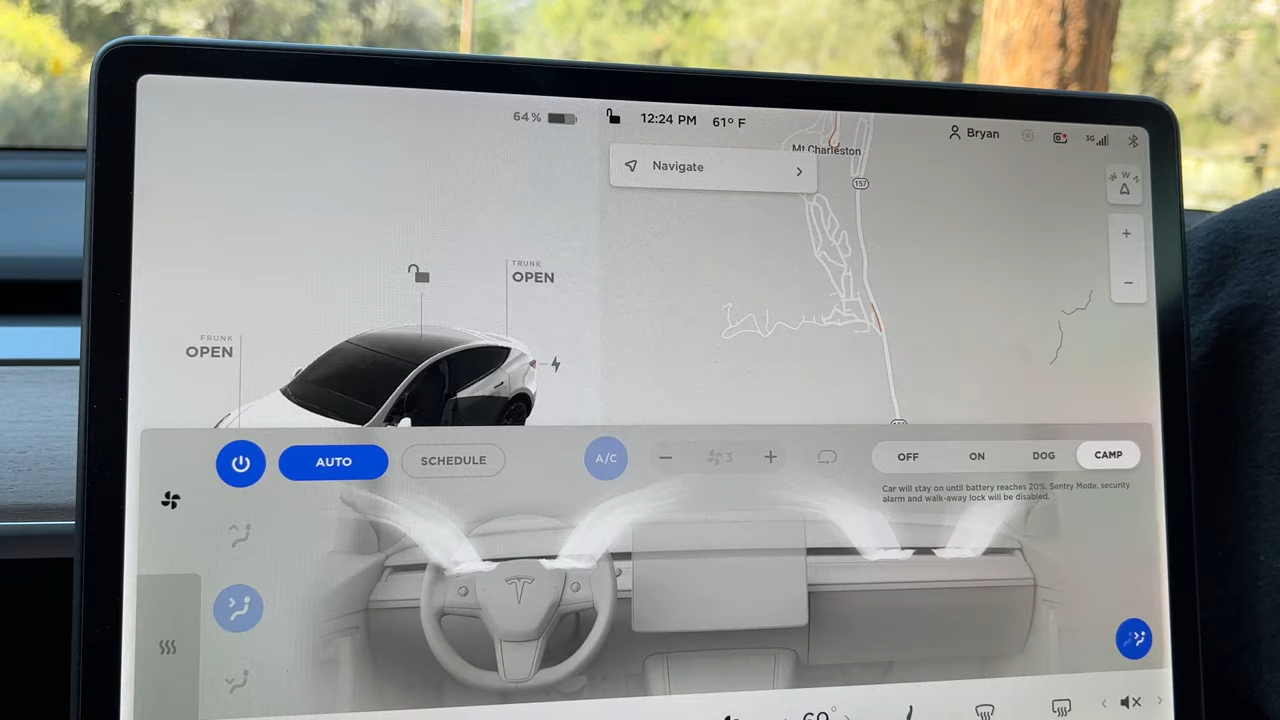 64%
12:24 PM
61° F
Bryan
3G
Mt Charleston
Navigate
157
W W N
+
−
TRUNK
OPEN
FRUNK
OPEN
AUTO
SCHEDULE
A/C
− 3 +
OFF
ON
DOG
CAMP
Car will stay on until battery reaches 20%. Sentry Mode, security
alarm and walk-away lock will be disabled.